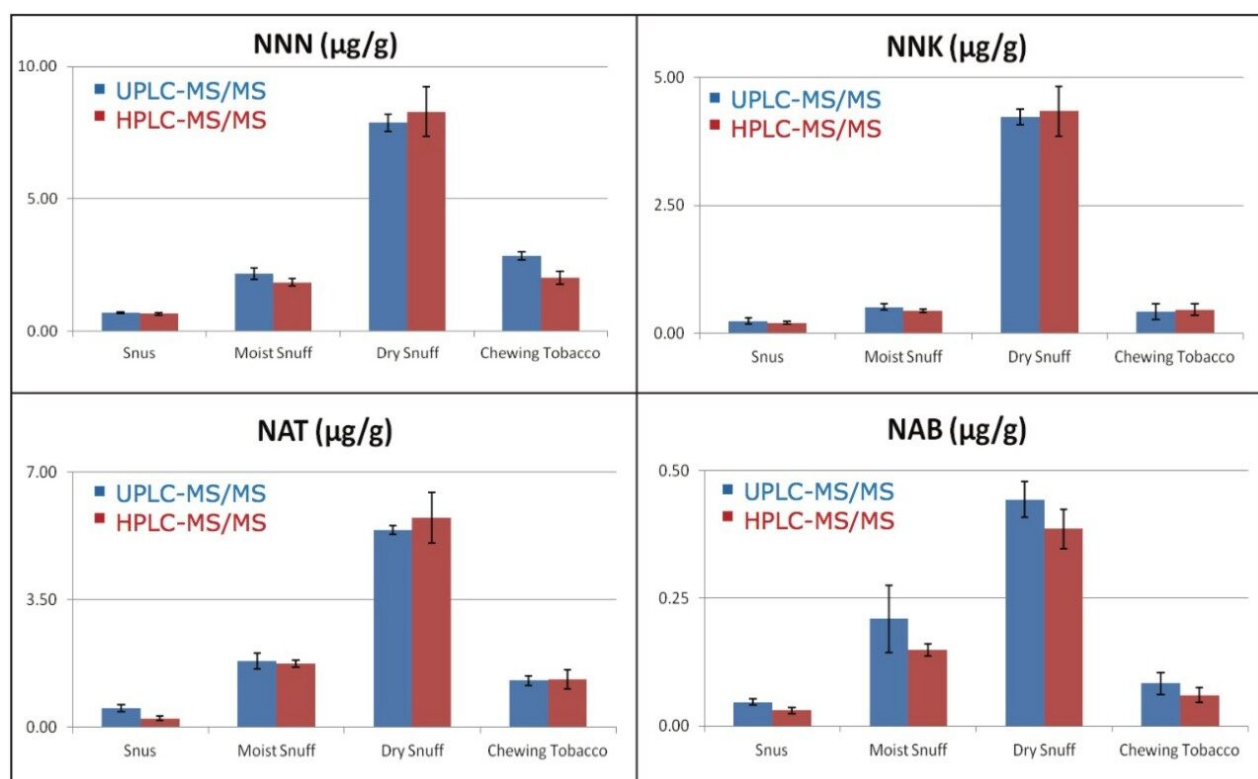 NNN (µg/g)
10.00
UPLC-MS/MS
HPLC-MS/MS
5.00
0.00
Snus Moist Snuff Dry Snuff Chewing Tobacco
NNK (µg/g)
5.00
UPLC-MS/MS
HPLC-MS/MS
2.50
0.00
Snus Moist Snuff Dry Snuff Chewing Tobacco
NAT (µg/g)
7.00
UPLC-MS/MS
HPLC-MS/MS
3.50
0.00
Snus Moist Snuff Dry Snuff Chewing Tobacco
NAB (µg/g)
0.50
UPLC-MS/MS
HPLC-MS/MS
0.25
0.00
Snus Moist Snuff Dry Snuff Chewing Tobacco